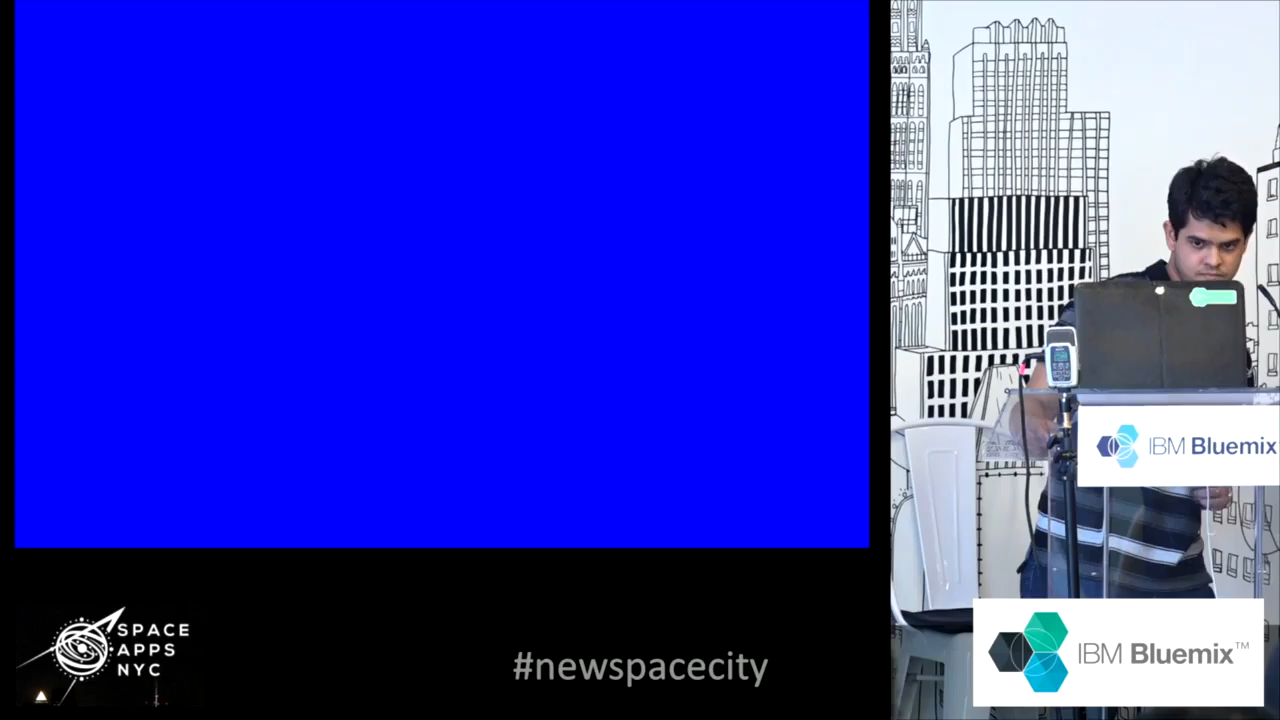 IBM Bluemix
SPACE
APPS
NYC
#newspacecity
IBM Bluemix™